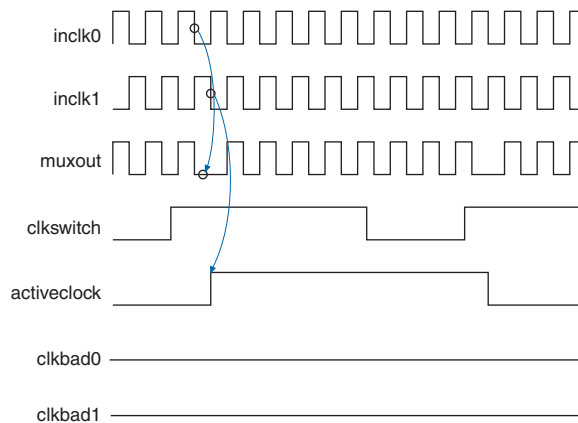 inclk0
inclk1
muxout
clkswitch
activeclock
clkbad0
clkbad1